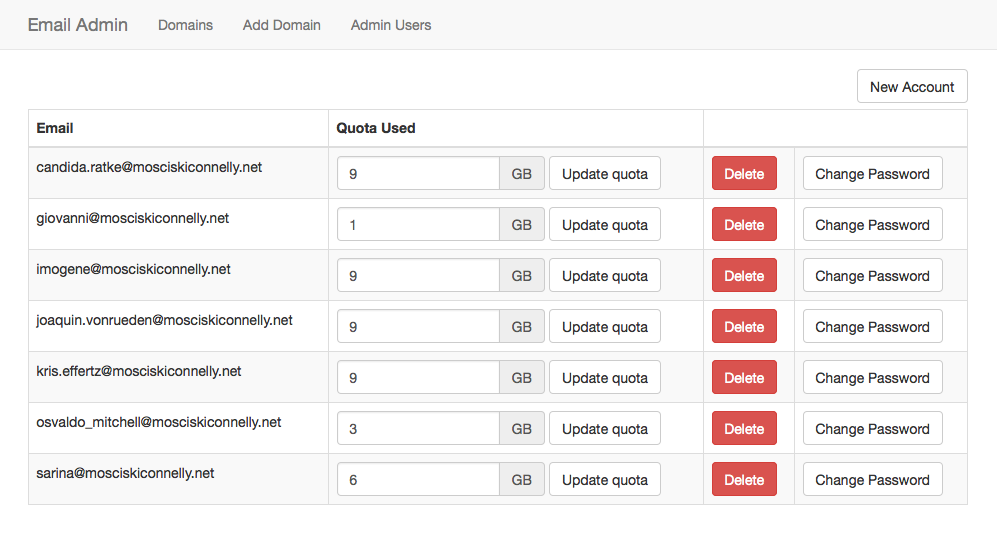 Email Admin Domains Add Domain Admin Users
New Account
Email Quota Used
candida.ratke@mosciskiconnelly.net 9 GB Update quota Delete Change Password
giovanni@mosciskiconnelly.net 1 GB Update quota Delete Change Password
imogene@mosciskiconnelly.net 9 GB Update quota Delete Change Password
joaquin.vonrueden@mosciskiconnelly.net 9 GB Update quota Delete Change Password
kris.effertz@mosciskiconnelly.net 9 GB Update quota Delete Change Password
osvaldo_mitchell@mosciskiconnelly.net 3 GB Update quota Delete Change Password
sarina@mosciskiconnelly.net 6 GB Update quota Delete Change Password